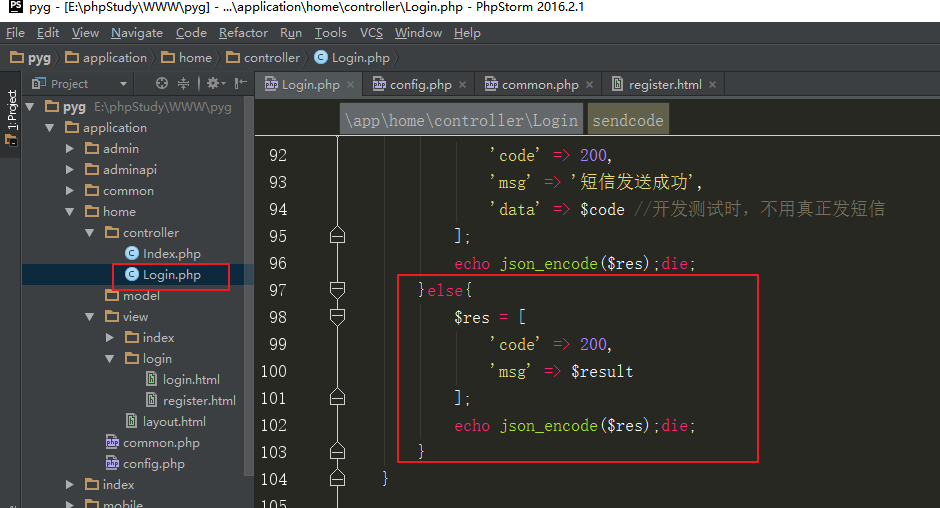 pyg - [E:\phpStudy\WWW\pyg] - ...\application\home\controller\Login.php - PhpStorm 2016.2.1
File Edit View Navigate Code Refactor Run Tools VCS Window Help
pyg application home controller Login.php
1: Project
Project
Login.php config.php common.php register.html
pyg E:\phpStudy\WWW\pyg
application
admin
adminapi
common
home
controller
Index.php
Login.php
model
view
index
login
login.html
register.html
layout.html
common.php
config.php
index
mobile
\app\home\controller\Login sendcode
92 'code' => 200,
93 'msg' => '短信发送成功',
94 'data' => $code //开发测试时，不用真正发短信
95 ];
96 echo json_encode($res);die;
97 }else{
98 $res = [
99 'code' => 200,
100 'msg' => $result
101 ];
102 echo json_encode($res);die;
103 }
104 }
105